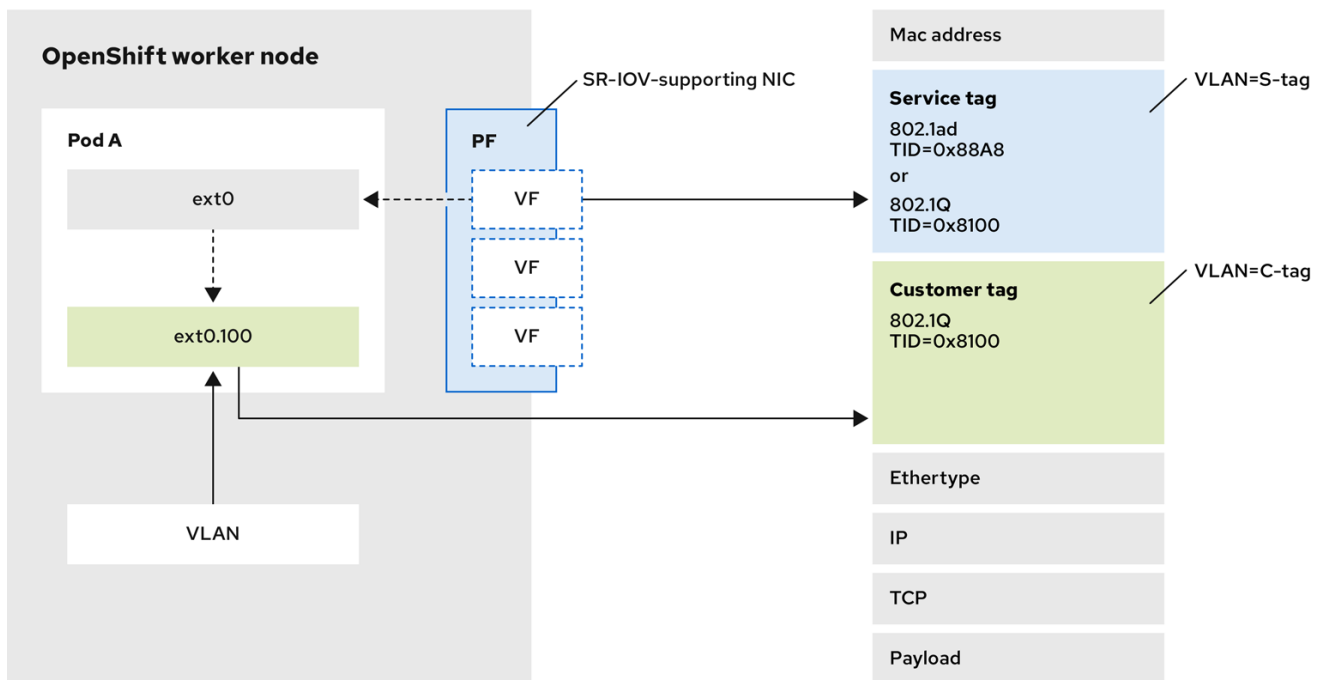 OpenShift worker node
Pod A
ext0
ext0.100
VLAN
SR-IOV-supporting NIC
PF
VF
VF
VF
Mac address
Service tag
802.1ad
TID=0x88A8
or
802.1Q
TID=0x8100
VLAN=S-tag
Customer tag
802.1Q
TID=0x8100
VLAN=C-tag
Ethertype
IP
TCP
Payload